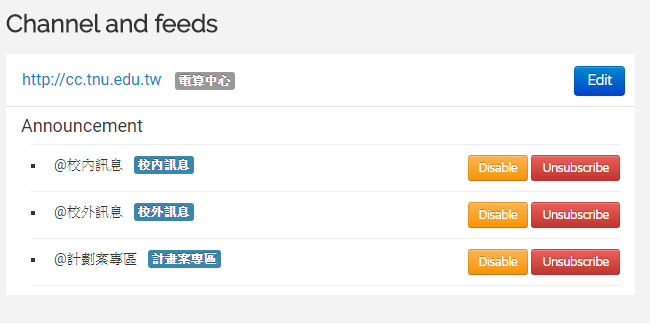 Channel and feeds
http://cc.tnu.edu.tw 電算中心 Edit
Announcement
@校內訊息 校內訊息 Disable Unsubscribe
@校外訊息 校外訊息 Disable Unsubscribe
@計劃案專區 計畫案專區 Disable Unsubscribe